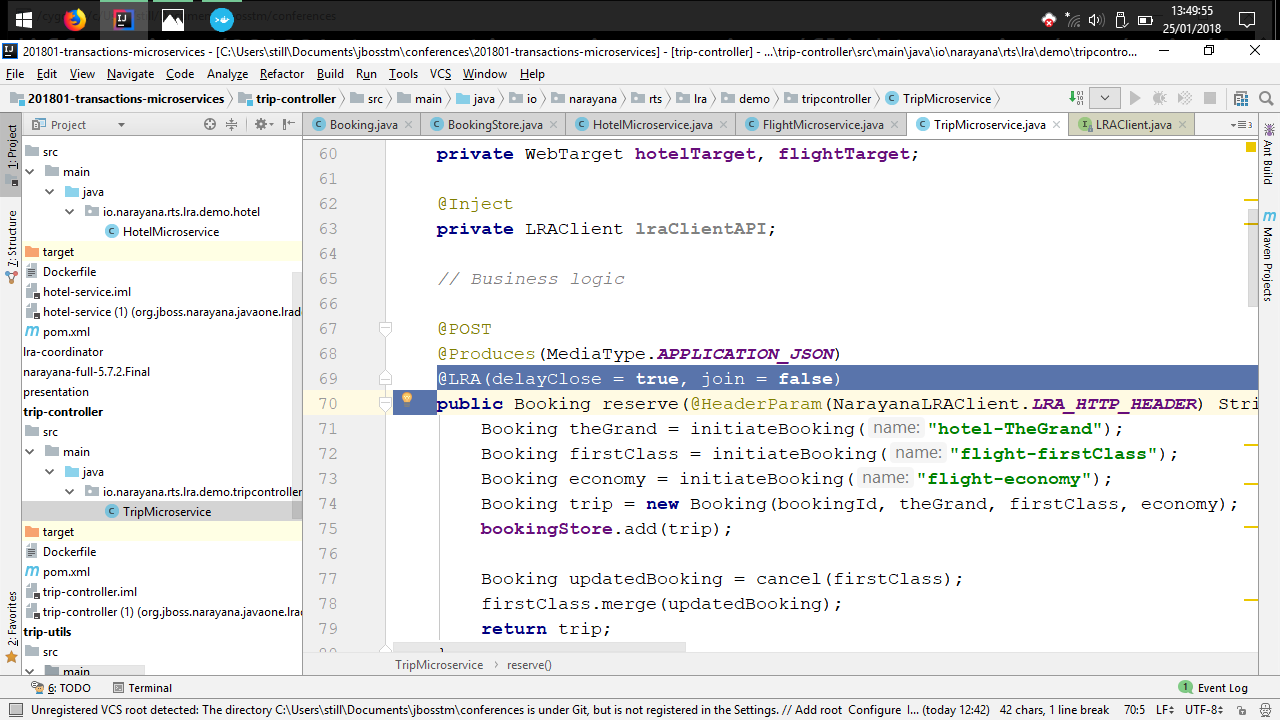 13:49:55
25/01/2018
201801-transactions-microservices - [C:\Users\still\Documents\jbosstm\conferences\201801-transactions-microservices] - [trip-controller] - ...\trip-controller\src\main\java\io\narayana\rts\lra\demo\tripcontro...
File Edit View Navigate Code Analyze Refactor Build Run Tools VCS Window Help
201801-transactions-microservices trip-controller src main java io narayana rts lra demo tripcontroller TripMicroservice
1: Project
7: Structure
2: Favorites
Project
src
main
java
io.narayana.rts.lra.demo.hotel
HotelMicroservice
target
Dockerfile
hotel-service.iml
hotel-service (1) (org.jboss.narayana.javaone.lrad
pom.xml
lra-coordinator
narayana-full-5.7.2.Final
presentation
trip-controller
src
main
java
io.narayana.rts.lra.demo.tripcontroller
TripMicroservice
target
Dockerfile
pom.xml
trip-controller.iml
trip-controller (1) (org.jboss.narayana.javaone.lrad
trip-utils
src
main
Booking.java BookingStore.java HotelMicroservice.java FlightMicroservice.java TripMicroservice.java LRAClient.java
3
60 private WebTarget hotelTarget, flightTarget;
61
62 @Inject
63 private LRAClient lraClientAPI;
64
65 // Business logic
66
67 @POST
68 @Produces(MediaType.APPLICATION_JSON)
69 @LRA(delayClose = true, join = false)
70 public Booking reserve(@HeaderParam(NarayanaLRAClient.LRA_HTTP_HEADER) Stri
71 Booking theGrand = initiateBooking( name: "hotel-TheGrand");
72 Booking firstClass = initiateBooking( name: "flight-firstClass");
73 Booking economy = initiateBooking( name: "flight-economy");
74 Booking trip = new Booking(bookingId, theGrand, firstClass, economy);
75 bookingStore.add(trip);
76
77 Booking updatedBooking = cancel(firstClass);
78 firstClass.merge(updatedBooking);
79 return trip;
80 }
TripMicroservice › reserve()
Ant Build
Maven Projects
6: TODO Terminal 1 Event Log
Unregistered VCS root detected: The directory C:\Users\still\Documents\jbosstm\conferences is under Git, but is not registered in the Settings. // Add root Configure I... (today 12:42) 42 chars, 1 line break 70:5 LF UTF-8